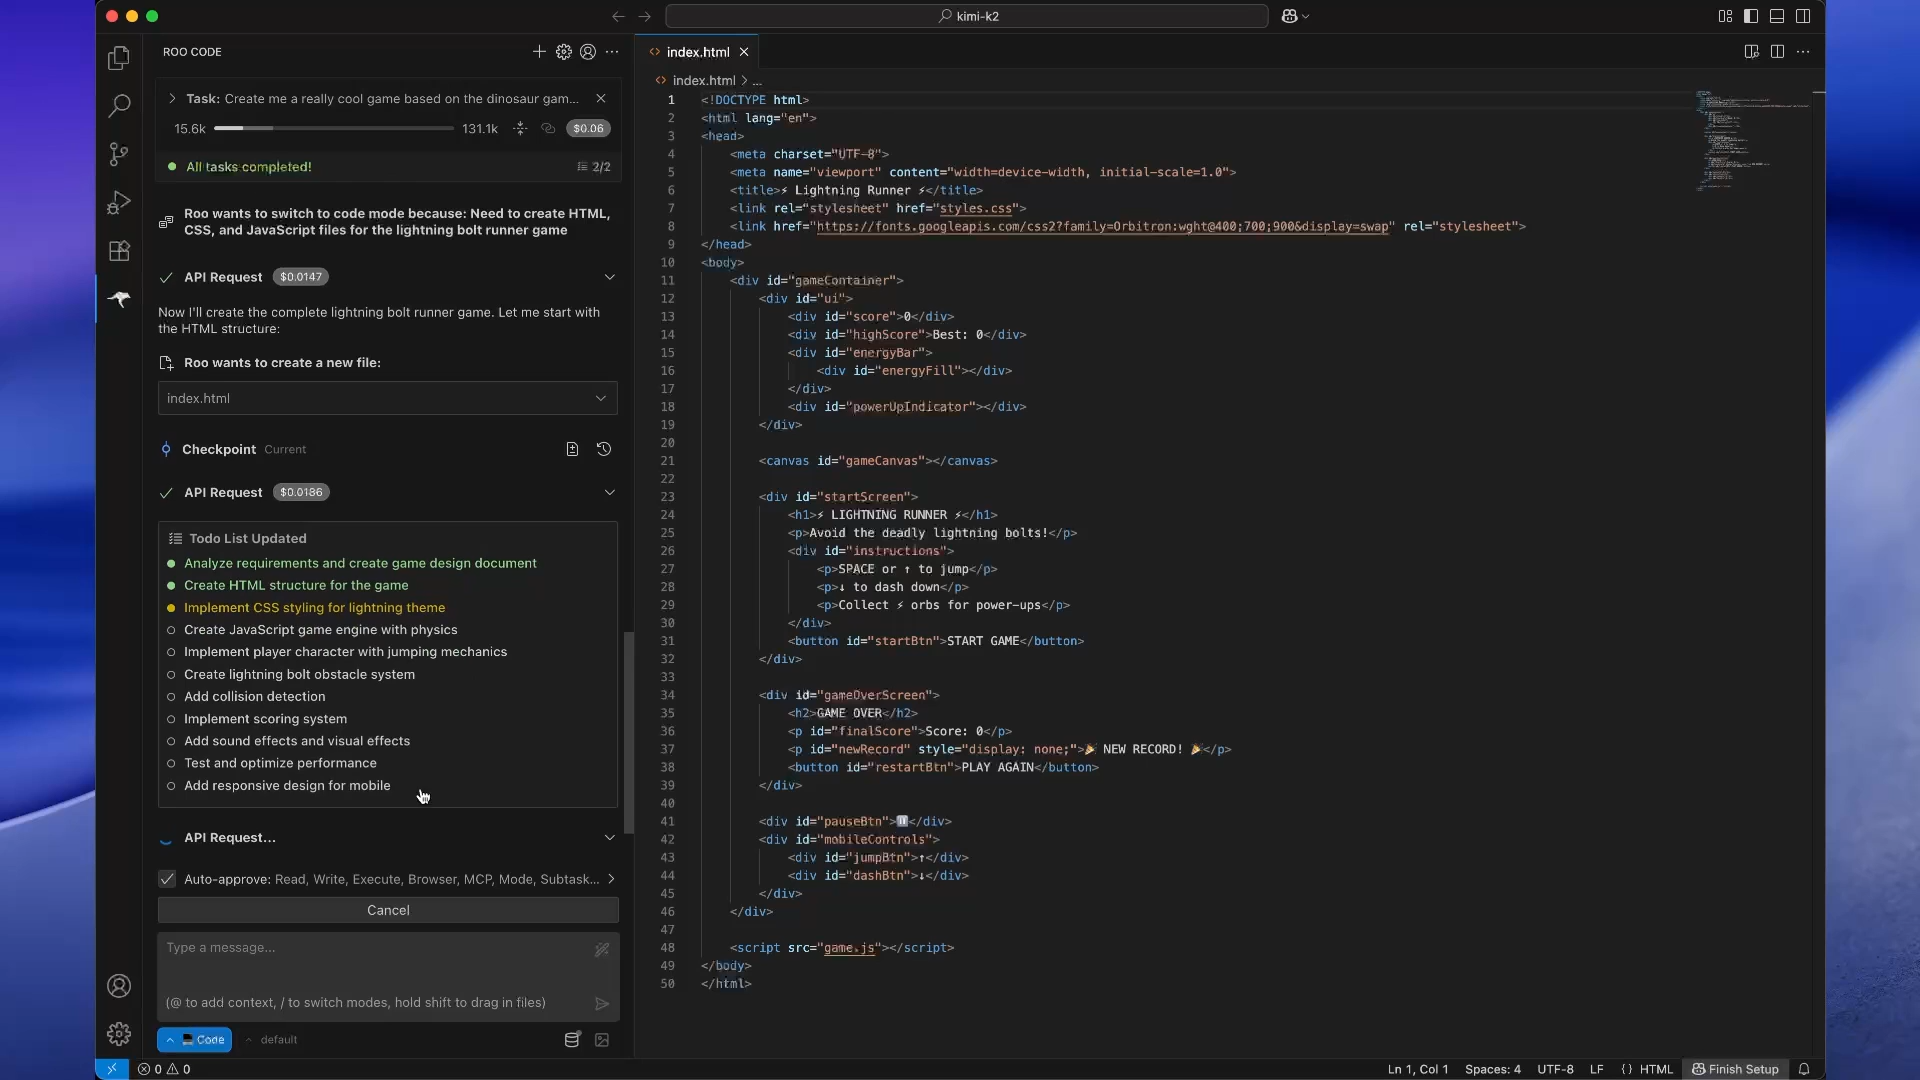 kimi-k2
ROO CODE
Task: Create me a really cool game based on the dinosaur gam...
15.6k 131.1k $0.06
All tasks completed! 2/2
Roo wants to switch to code mode because: Need to create HTML,
CSS, and JavaScript files for the lightning bolt runner game
API Request $0.0147
Now I'll create the complete lightning bolt runner game. Let me start with
the HTML structure:
Roo wants to create a new file:
index.html
Checkpoint Current
API Request $0.0186
Todo List Updated
Analyze requirements and create game design document
Create HTML structure for the game
Implement CSS styling for lightning theme
Create JavaScript game engine with physics
Implement player character with jumping mechanics
Create lightning bolt obstacle system
Add collision detection
Implement scoring system
Add sound effects and visual effects
Test and optimize performance
Add responsive design for mobile
API Request...
Auto-approve: Read, Write, Execute, Browser, MCP, Mode, Subtask...
Cancel
Type a message...
(@ to add context, / to switch modes, hold shift to drag in files)
Code default
index.html
index.html > ...
1 <!DOCTYPE html>
2 <html lang="en">
3 <head>
4 <meta charset="UTF-8">
5 <meta name="viewport" content="width=device-width, initial-scale=1.0">
6 <title>⚡ Lightning Runner ⚡</title>
7 <link rel="stylesheet" href="styles.css">
8 <link href="https://fonts.googleapis.com/css2?family=Orbitron:wght@400;700;900&display=swap" rel="stylesheet">
9 </head>
10 <body>
11 <div id="gameContainer">
12 <div id="ui">
13 <div id="score">0</div>
14 <div id="highScore">Best: 0</div>
15 <div id="energyBar">
16 <div id="energyFill"></div>
17 </div>
18 <div id="powerUpIndicator"></div>
19 </div>
20
21 <canvas id="gameCanvas"></canvas>
22
23 <div id="startScreen">
24 <h1>⚡ LIGHTNING RUNNER ⚡</h1>
25 <p>Avoid the deadly lightning bolts!</p>
26 <div id="instructions">
27 <p>SPACE or ↑ to jump</p>
28 <p>↓ to dash down</p>
29 <p>Collect ⚡ orbs for power-ups</p>
30 </div>
31 <button id="startBtn">START GAME</button>
32 </div>
33
34 <div id="gameOverScreen">
35 <h2>GAME OVER</h2>
36 <p id="finalScore">Score: 0</p>
37 <p id="newRecord" style="display: none;">🎉 NEW RECORD! 🎉</p>
38 <button id="restartBtn">PLAY AGAIN</button>
39 </div>
40
41 <div id="pauseBtn">⏸️</div>
42 <div id="mobileControls">
43 <div id="jumpBtn">↑</div>
44 <div id="dashBtn">↓</div>
45 </div>
46 </div>
47
48 <script src="game.js"></script>
49 </body>
50 </html>
0 0
Ln 1, Col 1 Spaces: 4 UTF-8 LF {} HTML Finish Setup